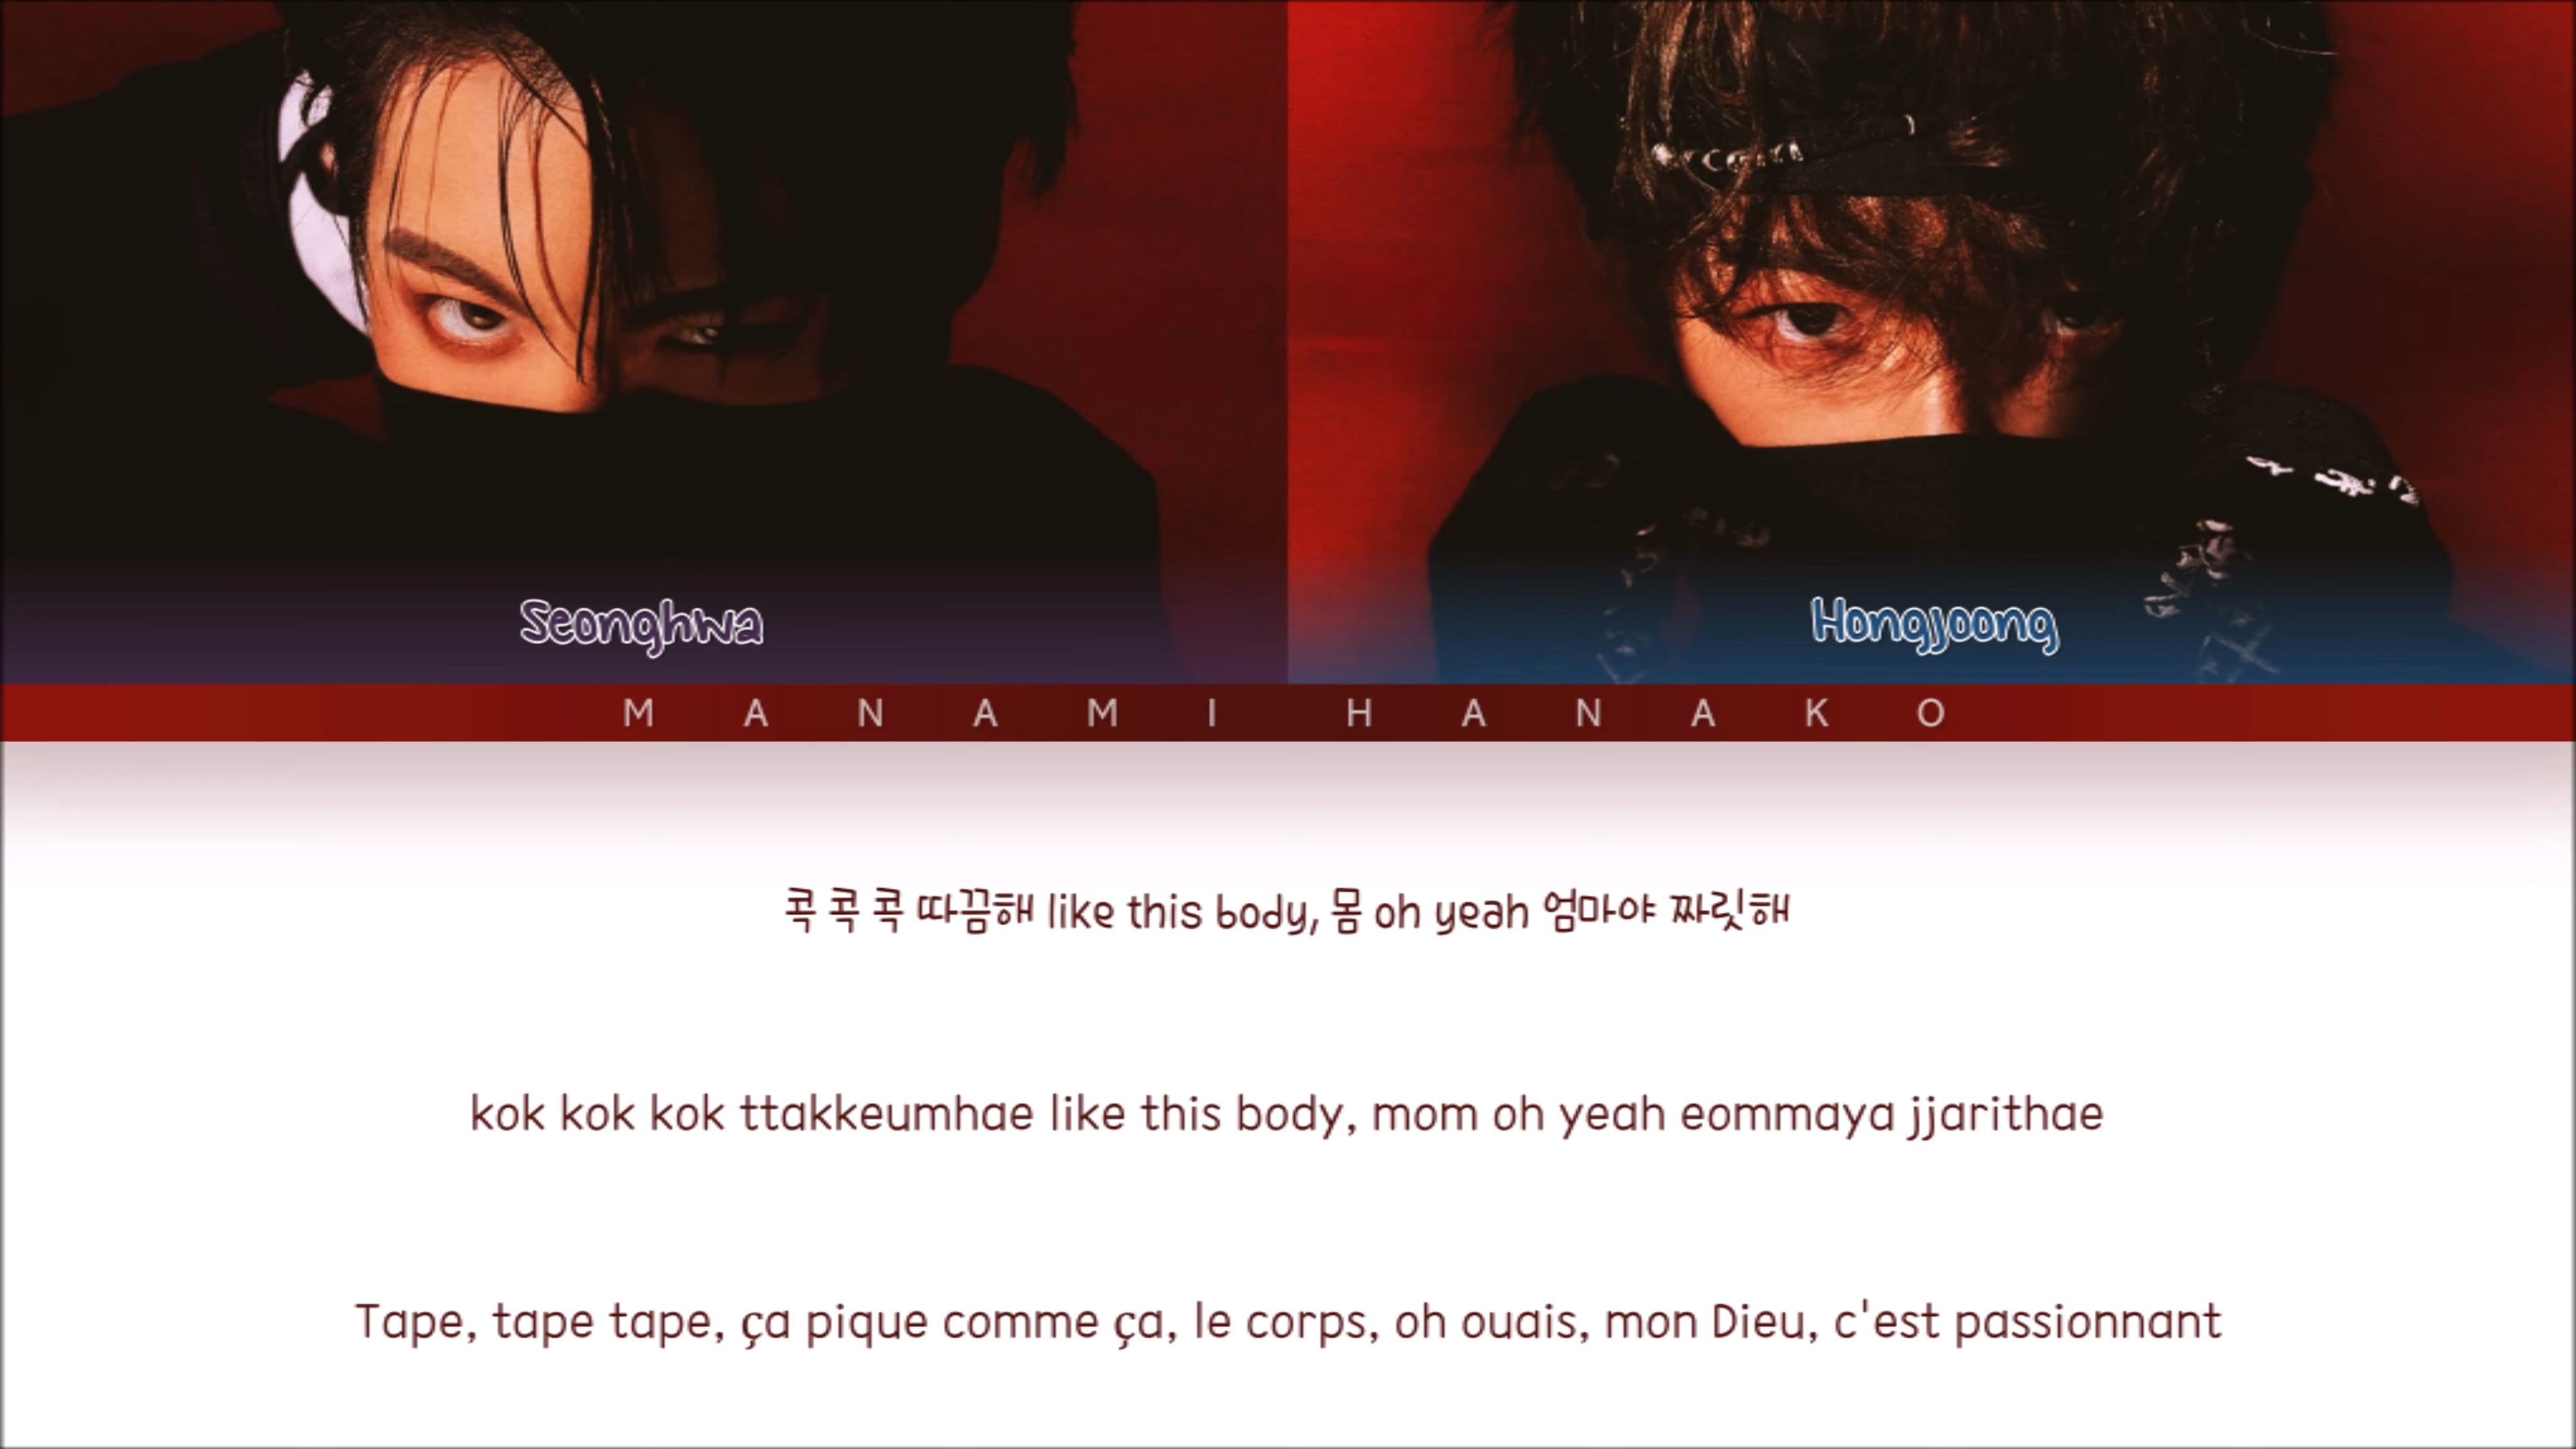 Seonghwa
Hongjoong
MANAMI HANAKO
콕 콕 콕 따끔해 like this body, 몸 oh yeah 엄마야 짜릿해
kok kok kok ttakkeumhae like this body, mom oh yeah eommaya jjarithae
Tape, tape tape, ça pique comme ça, le corps, oh ouais, mon Dieu, c'est passionnant